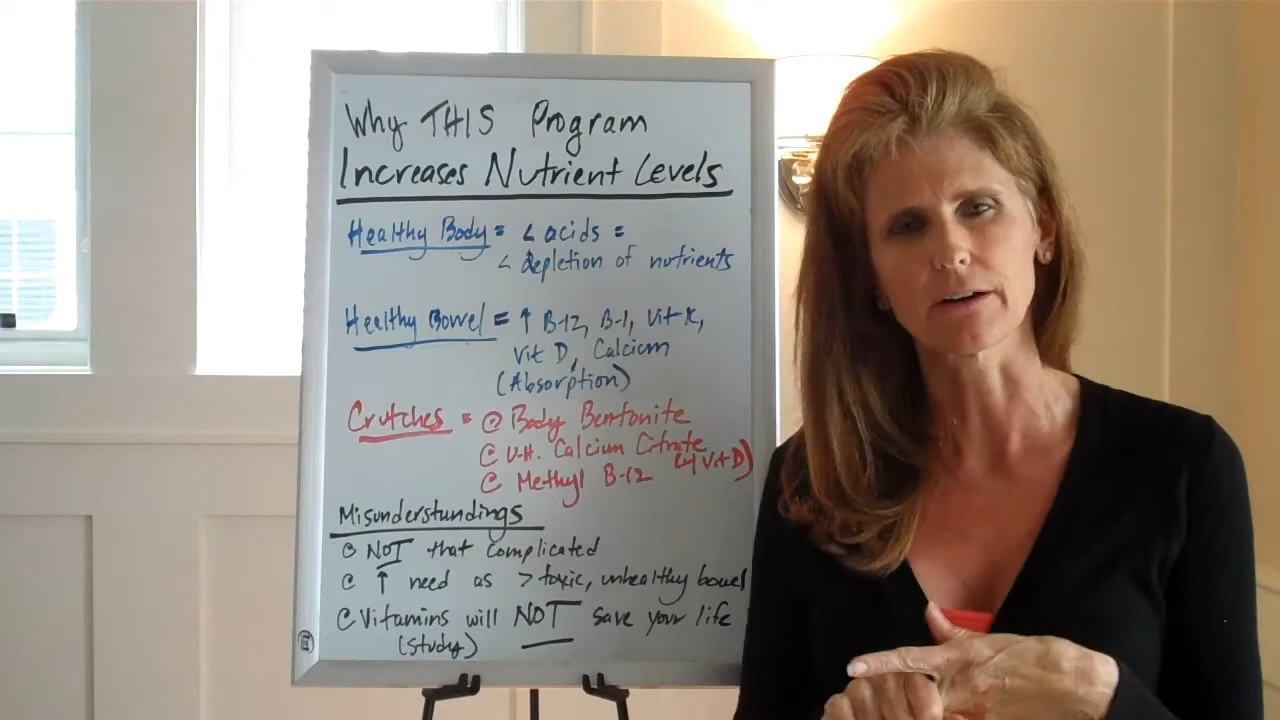 Why THIS Program
Increases Nutrient Levels
Healthy Body = < acids =
< depletion of nutrients
Healthy Bowel = ↑ B-12, B-1, Vit K,
Vit D, Calcium
(Absorption)
Crutches = Body Bentonite
V.H. Calcium Citrate
(w/ Vit D)
Methyl B-12
Misunderstandings
NOT that complicated
↑ need as > toxic, unhealthy bowel
Vitamins will NOT save your life
(study)